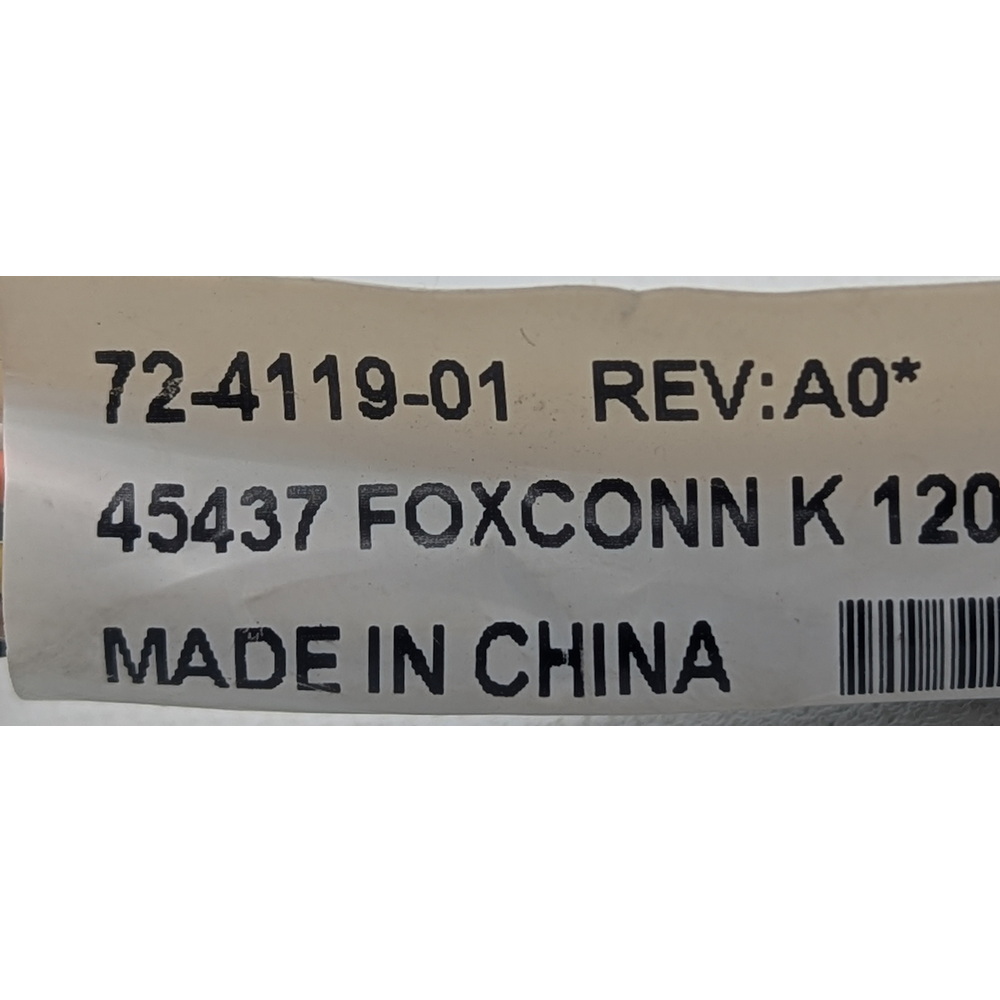 72-4119-01 REV:A0*
45437 FOXCONN K 120
MADE IN CHINA